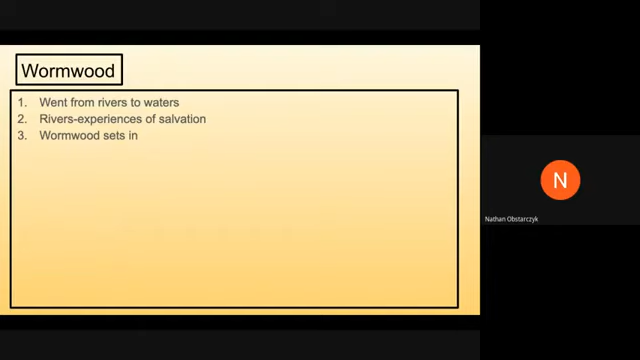 Wormwood
1. Went from rivers to waters
2. Rivers-experiences of salvation
3. Wormwood sets in
N
Nathan Obstarczyk